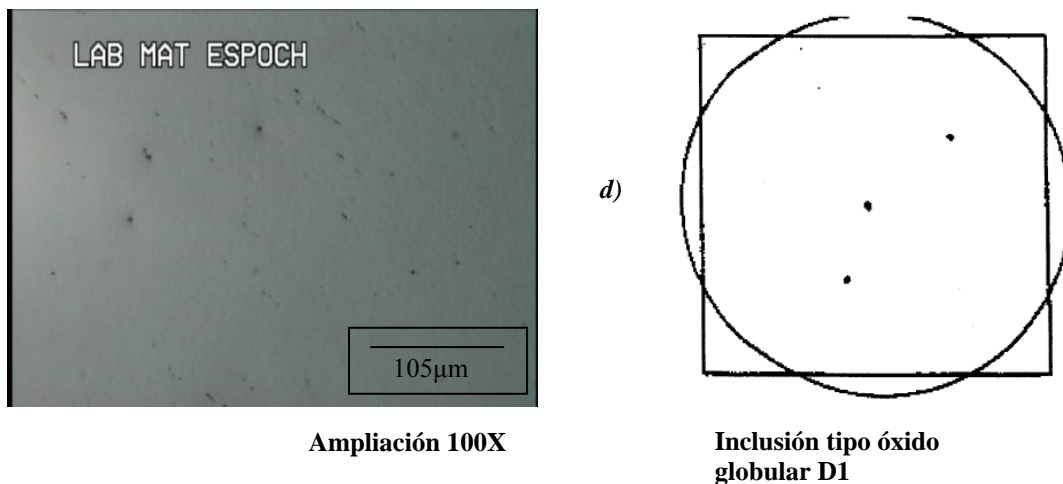 LAB MAT ESPOCH
d)
105μm
Ampliación 100X
Inclusión tipo óxido
globular D1